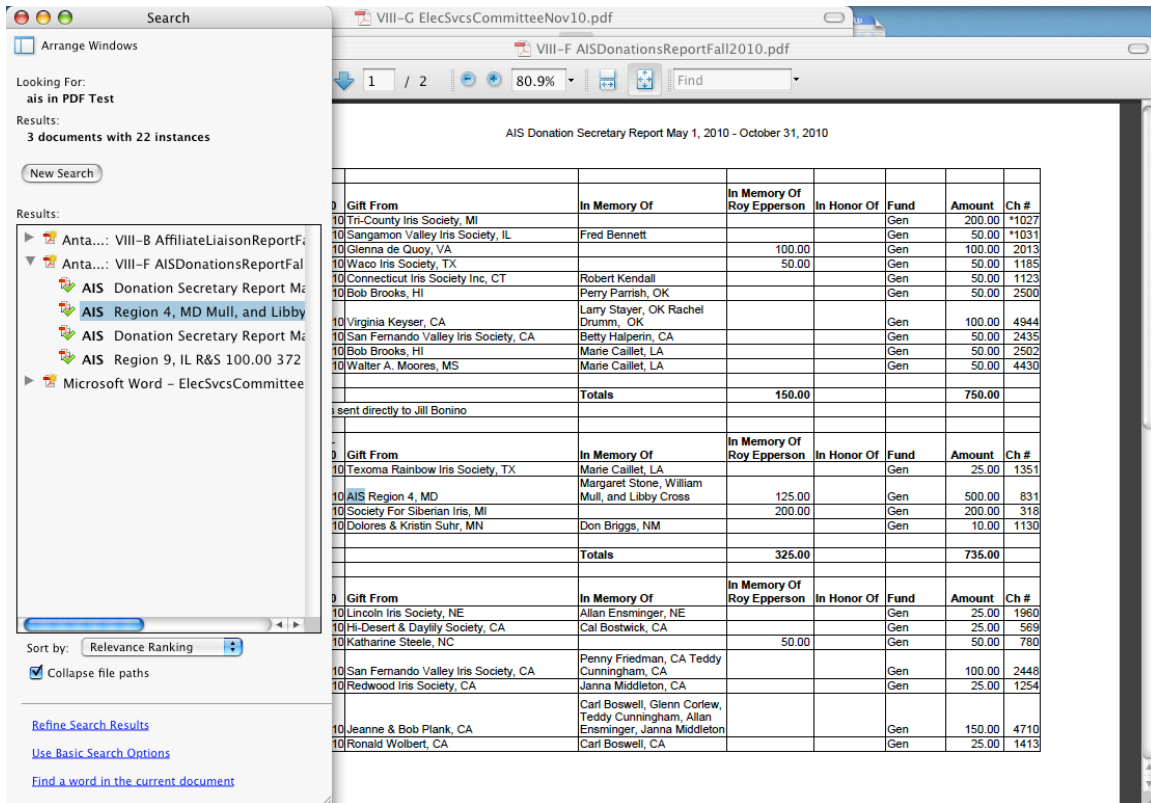 Search
VIII-G ElecSvcsCommitteeNov10.pdf
Arrange Windows
VIII-F AISDonationsReportFall2010.pdf
Looking For:
ais in PDF Test
Results:
3 documents with 22 instances
New Search
Results:
Anta...: VIII-B AffiliateLiaisonReportFa
Anta...: VIII-F AISDonationsReportFal
AIS Donation Secretary Report Ma
AIS Region 4, MD Mull, and Libby
AIS Donation Secretary Report Ma
AIS Region 9, IL R&S 100.00 372
Microsoft Word – ElecSvcsCommittee
Sort by: Relevance Ranking
Collapse file paths
Refine Search Results
Use Basic Search Options
Find a word in the current document
1 / 2 80.9% Find
AIS Donation Secretary Report May 1, 2010 - October 31, 2010
In Memory Of
0 Gift From In Memory Of Roy Epperson In Honor Of Fund Amount Ch #
10 Tri-County Iris Society, MI Gen 200.00 *1027
10 Sangamon Valley Iris Society, IL Fred Bennett Gen 50.00 *1031
10 Glenna de Quoy, VA 100.00 Gen 100.00 2013
10 Waco Iris Society, TX 50.00 Gen 50.00 1185
10 Connecticut Iris Society Inc, CT Robert Kendall Gen 50.00 1123
10 Bob Brooks, HI Perry Parrish, OK Gen 50.00 2500
Larry Stayer, OK Rachel
10 Virginia Keyser, CA Drumm, OK Gen 100.00 4944
10 San Fernando Valley Iris Society, CA Betty Halperin, CA Gen 50.00 2435
10 Bob Brooks, HI Marie Caillet, LA Gen 50.00 2502
10 Walter A. Moores, MS Marie Caillet, LA Gen 50.00 4430
Totals 150.00 750.00
s sent directly to Jill Bonino
In Memory Of
0 Gift From In Memory Of Roy Epperson In Honor Of Fund Amount Ch #
10 Texoma Rainbow Iris Society, TX Marie Caillet, LA Gen 25.00 1351
Margaret Stone, William
10 AIS Region 4, MD Mull, and Libby Cross 125.00 Gen 500.00 831
10 Society For Siberian Iris, MI 200.00 Gen 200.00 318
10 Dolores & Kristin Suhr, MN Don Briggs, NM Gen 10.00 1130
Totals 325.00 735.00
In Memory Of
0 Gift From In Memory Of Roy Epperson In Honor Of Fund Amount Ch #
10 Lincoln Iris Society, NE Allan Ensminger, NE Gen 25.00 1960
10 Hi-Desert & Daylily Society, CA Cal Bostwick, CA Gen 25.00 569
10 Katharine Steele, NC 50.00 Gen 50.00 780
Penny Friedman, CA Teddy
10 San Fernando Valley Iris Society, CA Cunningham, CA Gen 100.00 2448
10 Redwood Iris Society, CA Janna Middleton, CA Gen 25.00 1254
Carl Boswell, Glenn Corlew,
Teddy Cunningham, Allan
10 Jeanne & Bob Plank, CA Ensminger, Janna Middleton Gen 150.00 4710
10 Ronald Wolbert, CA Carl Boswell, CA Gen 25.00 1413